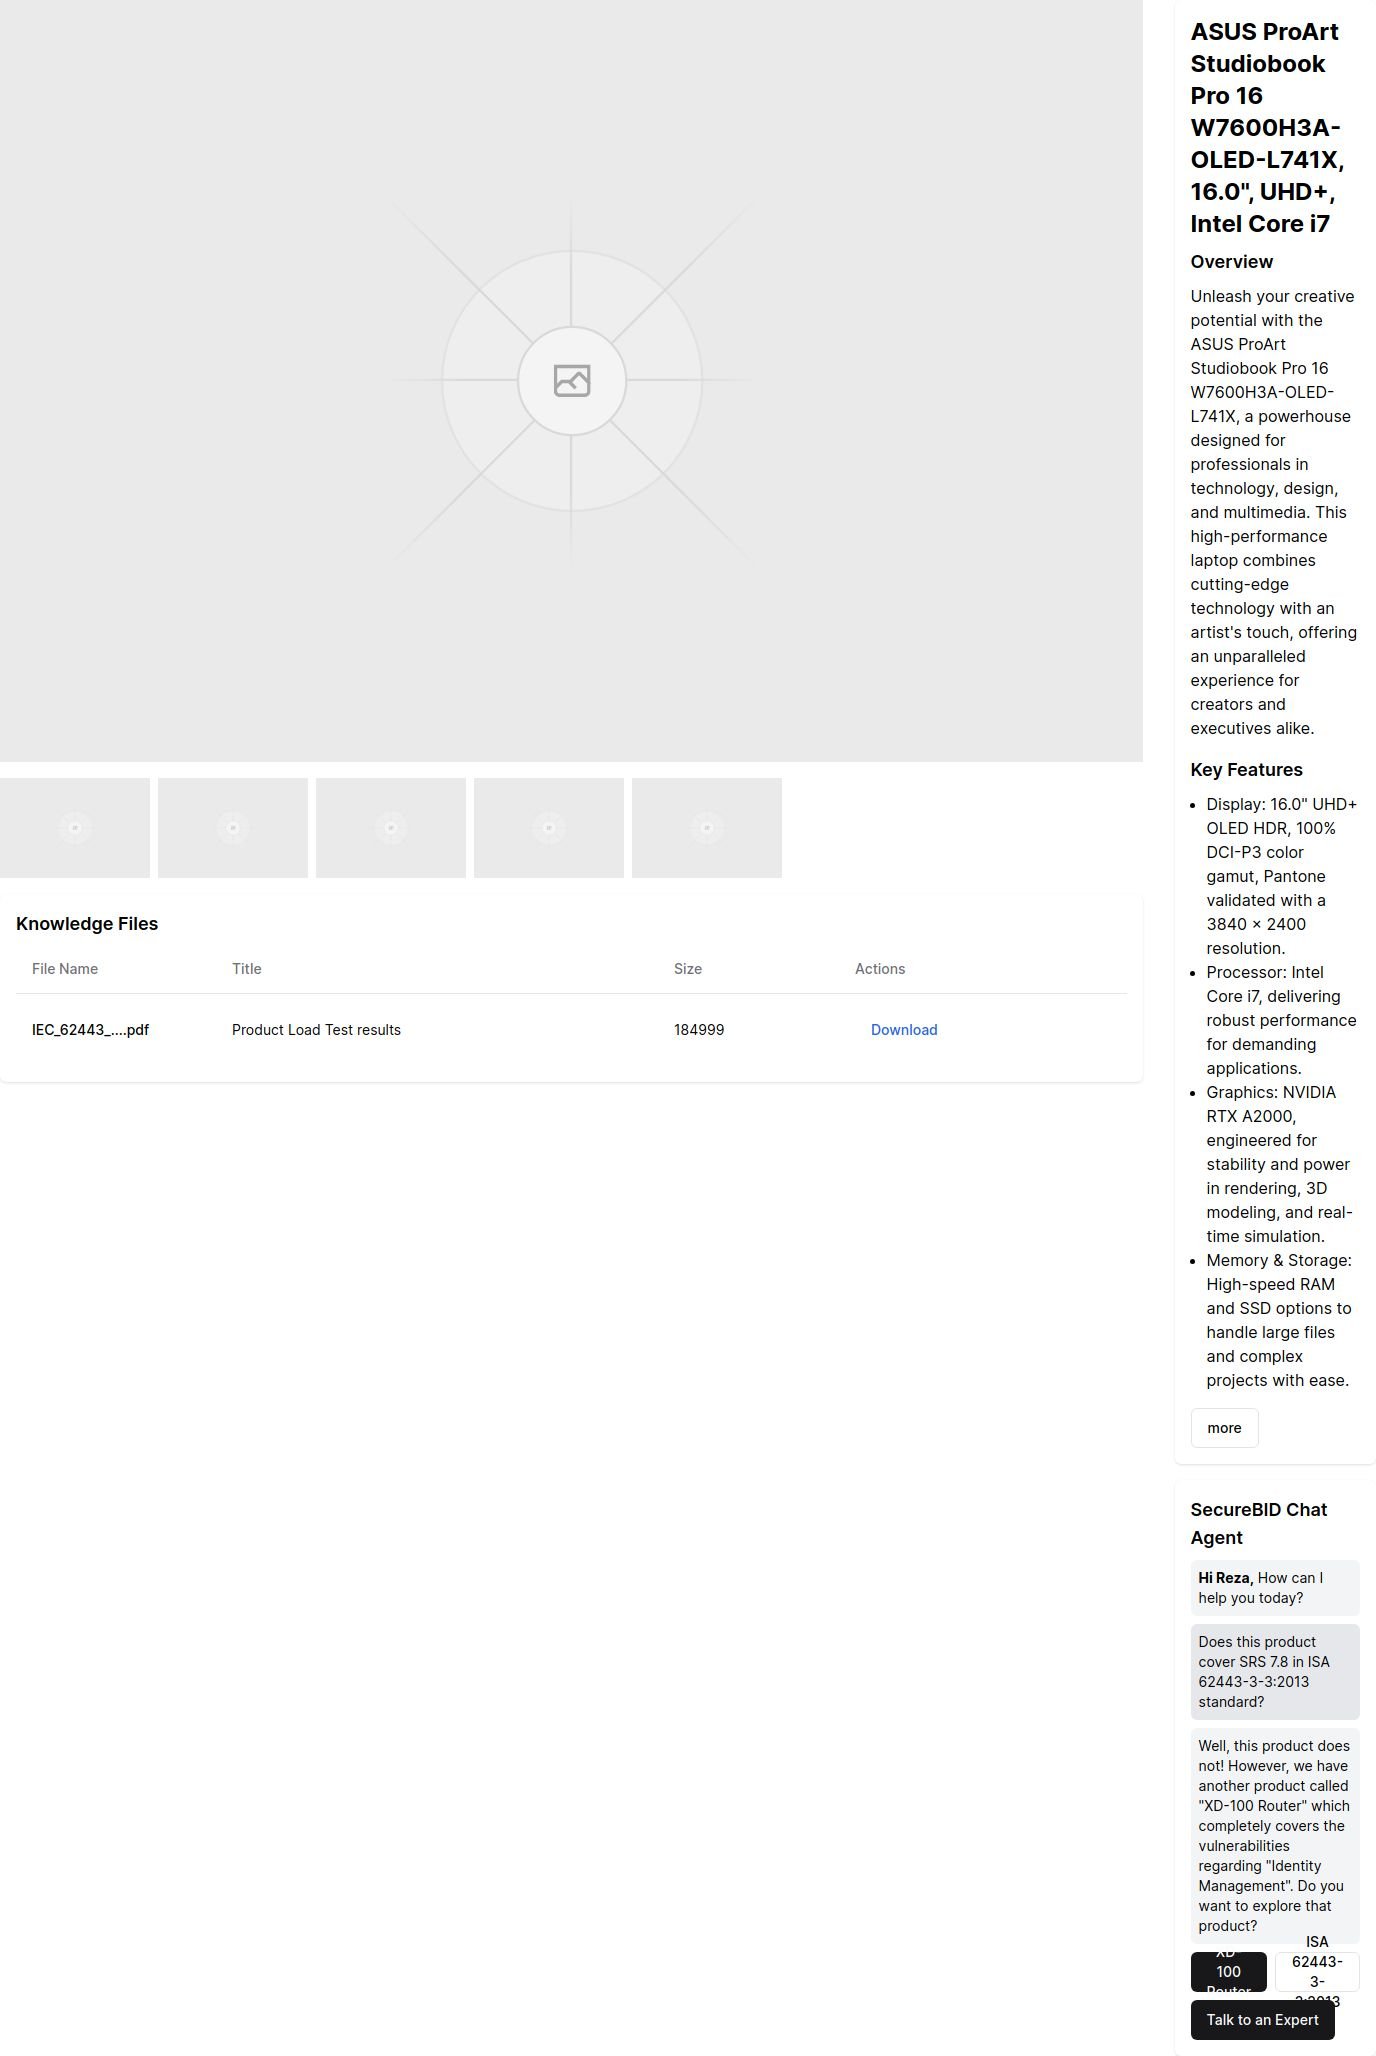 ASUS ProArt
Studiobook
Pro 16
W7600H3A-
OLED-L741X,
16.0", UHD+,
Intel Core i7
Overview
Unleash your creative
potential with the
ASUS ProArt
Studiobook Pro 16
W7600H3A-OLED-
L741X, a powerhouse
designed for
professionals in
technology, design,
and multimedia. This
high-performance
laptop combines
cutting-edge
technology with an
artist's touch, offering
an unparalleled
experience for
creators and
executives alike.
Key Features
• Display: 16.0" UHD+
OLED HDR, 100%
DCI-P3 color
gamut, Pantone
validated with a
3840 × 2400
resolution.
• Processor: Intel
Core i7, delivering
robust performance
for demanding
applications.
• Graphics: NVIDIA
RTX A2000,
engineered for
stability and power
in rendering, 3D
modeling, and real-
time simulation.
• Memory & Storage:
High-speed RAM
and SSD options to
handle large files
and complex
projects with ease.
more
Knowledge Files
File Name Title Size Actions
IEC_62443_....pdf Product Load Test results 184999 Download
SecureBID Chat
Agent
Hi Reza, How can I
help you today?
Does this product
cover SRS 7.8 in ISA
62443-3-3:2013
standard?
Well, this product does
not! However, we have
another product called
"XD-100 Router" which
completely covers the
vulnerabilities
regarding "Identity
Management". Do you
want to explore that
product?
XD-
100
Router
ISA
62443-
3-
3:2013
Talk to an Expert